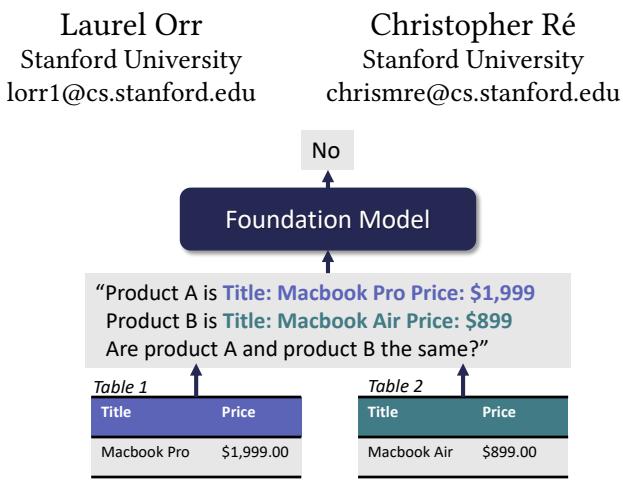 Laurel Orr
Stanford University
lorr1@cs.stanford.edu
Christopher Ré
Stanford University
chrismre@cs.stanford.edu
No
Foundation Model
“Product A is Title: Macbook Pro Price: $1,999
Product B is Title: Macbook Air Price: $899
Are product A and product B the same?”
Table 1
Title Price
Macbook Pro $1,999.00
Table 2
Title Price
Macbook Air $899.00